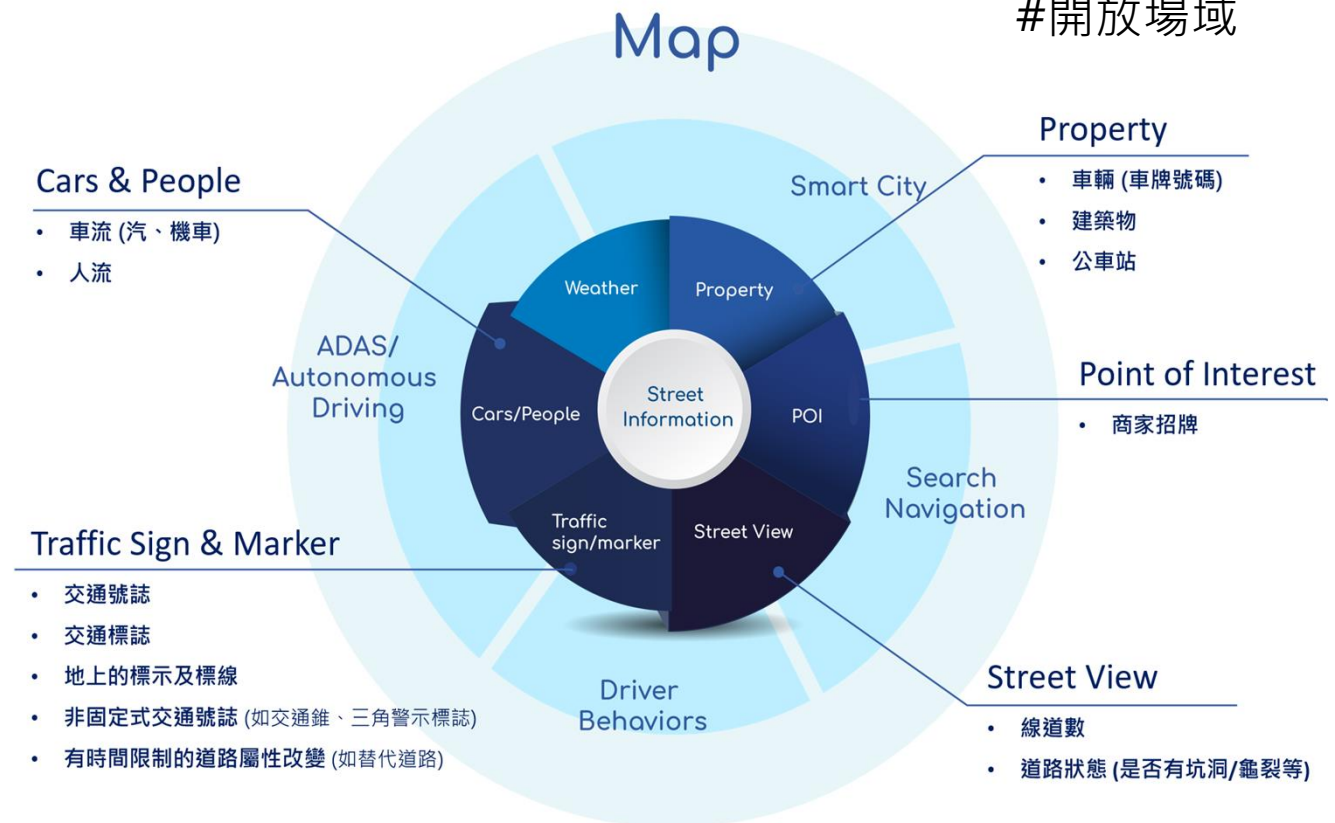 #開放場域
Map
Cars & People
• 車流 (汽、機車)
• 人流
Property
• 車輛 (車牌號碼)
• 建築物
• 公車站
Smart City
Weather
Property
ADAS/
Autonomous
Driving
Cars/People
Street
Information
POI
Point of Interest
• 商家招牌
Search
Navigation
Traffic
sign/marker
Street View
Traffic Sign & Marker
• 交通號誌
• 交通標誌
• 地上的標示及標線
• 非固定式交通號誌 (如交通錐、三角警示標誌)
• 有時間限制的道路屬性改變 (如替代道路)
Driver
Behaviors
Street View
• 線道數
• 道路狀態 (是否有坑洞/龜裂等)